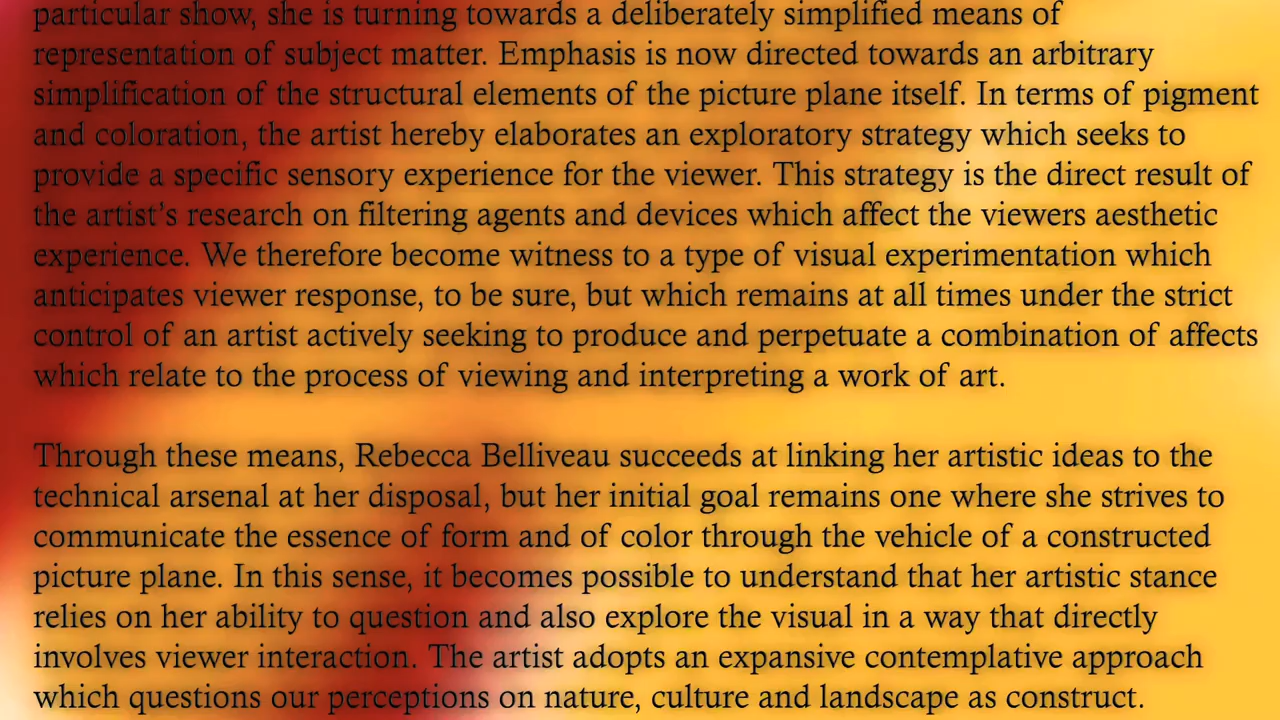 particular show, she is turning towards a deliberately simplified means of
representation of subject matter. Emphasis is now directed towards an arbitrary
simplification of the structural elements of the picture plane itself. In terms of pigment
and coloration, the artist hereby elaborates an exploratory strategy which seeks to
provide a specific sensory experience for the viewer. This strategy is the direct result of
the artist’s research on filtering agents and devices which affect the viewers aesthetic
experience. We therefore become witness to a type of visual experimentation which
anticipates viewer response, to be sure, but which remains at all times under the strict
control of an artist actively seeking to produce and perpetuate a combination of affects
which relate to the process of viewing and interpreting a work of art.
Through these means, Rebecca Belliveau succeeds at linking her artistic ideas to the
technical arsenal at her disposal, but her initial goal remains one where she strives to
communicate the essence of form and of color through the vehicle of a constructed
picture plane. In this sense, it becomes possible to understand that her artistic stance
relies on her ability to question and also explore the visual in a way that directly
involves viewer interaction. The artist adopts an expansive contemplative approach
which questions our perceptions on nature, culture and landscape as construct.